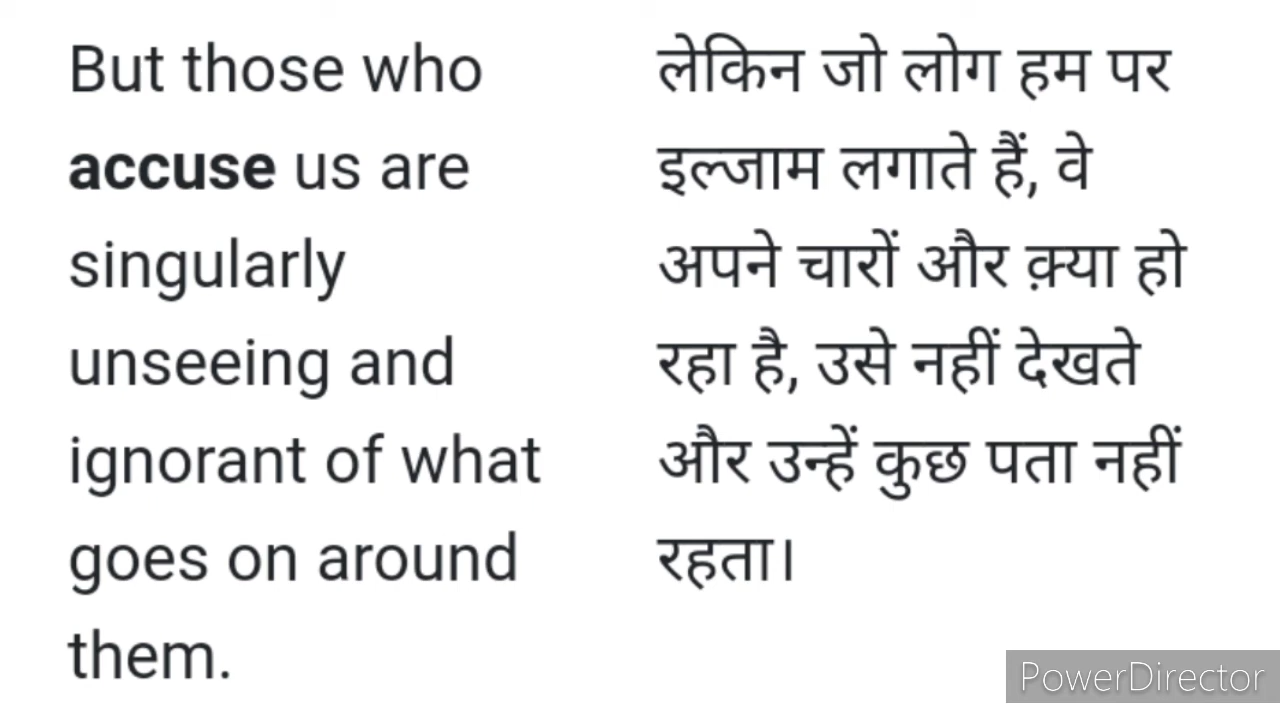 But those who
accuse us are
singularly
unseeing and
ignorant of what
goes on around
them.
लेकिन जो लोग हम पर
इल्जाम लगाते हैं, वे
अपने चारों और क़्या हो
रहा है, उसे नहीं देखते
और उन्हें कुछ पता नहीं
रहता।
PowerDirector